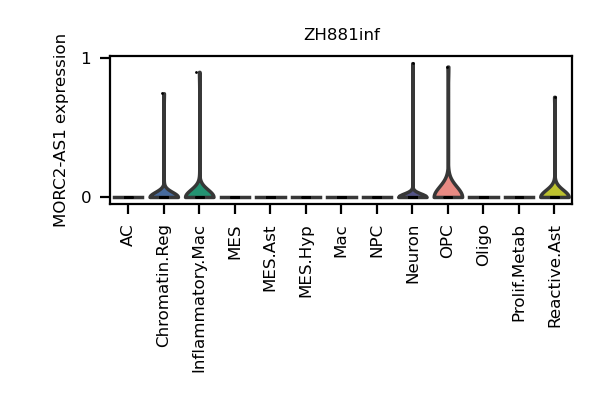 ZH881inf
MORC2-AS1 expression
1
0
AC
Chromatin.Reg
Inflammatory.Mac
MES
MES.Ast
MES.Hyp
Mac
NPC
Neuron
OPC
Oligo
Prolif.Metab
Reactive.Ast